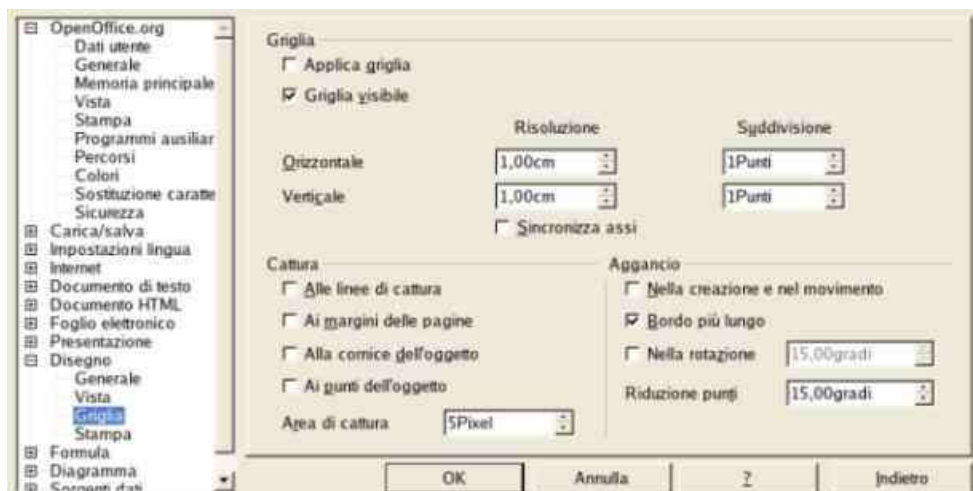 OpenOffice.org
Dati utente
Generale
Memoria principale
Vista
Stampa
Programmi ausiliar
Percorsi
Colori
Sostituzione caratte
Sicurezza
Carica/salva
Impostazioni lingua
Internet
Documento di testo
Documento HTML
Foglio elettronico
Presentazione
Disegno
Generale
Vista
Griglia
Stampa
Formula
Diagramma
Sorgenti dati
Griglia
Applica griglia
Griglia visibile
Risoluzione Suddivisione
Orizzontale 1,00cm 1Punti
Verticale 1,00cm 1Punti
Sincronizza assi
Cattura
Alle linee di cattura
Ai margini delle pagine
Alla cornice dell'oggetto
Ai punti dell'oggetto
Area di cattura 5Pixel
Aggancio
Nella creazione e nel movimento
Bordo più lungo
Nella rotazione 15,00gradi
Riduzione punti 15,00gradi
OK Annulla ? Indietro